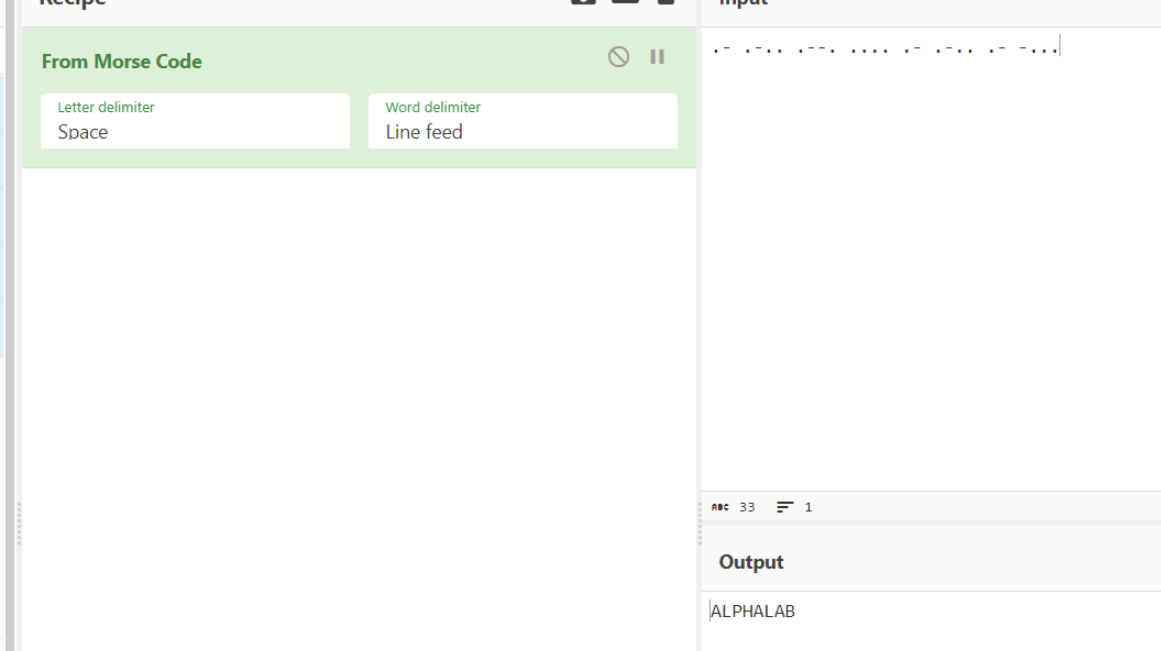 Recipe
Input
From Morse Code
Letter delimiter
Space
Word delimiter
Line feed
.- .-.. .--. .... .- .-.. .- -...
ABC 33 1
Output
ALPHALAB